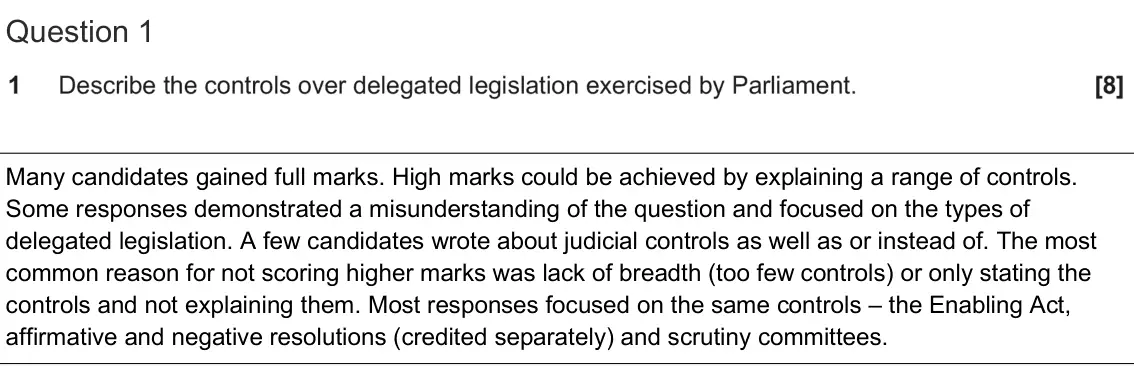 Question 1
1 Describe the controls over delegated legislation exercised by Parliament. [8]
Many candidates gained full marks. High marks could be achieved by explaining a range of controls.
Some responses demonstrated a misunderstanding of the question and focused on the types of
delegated legislation. A few candidates wrote about judicial controls as well as or instead of. The most
common reason for not scoring higher marks was lack of breadth (too few controls) or only stating the
controls and not explaining them. Most responses focused on the same controls – the Enabling Act,
affirmative and negative resolutions (credited separately) and scrutiny committees.